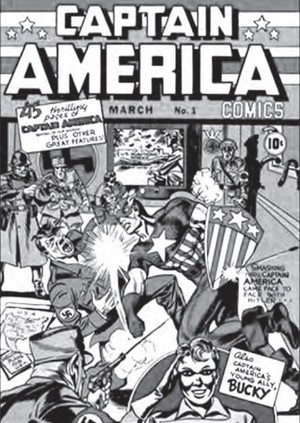 CAPTAIN
AMERICA
COMICS
MARCH No. 1
45 thrilling
pages of
CAPTAIN AMERICA
PLUS OTHER
GREAT FEATURES!
10¢
SMASHING
THRU, CAPTAIN
AMERICA
CAME FACE TO
FACE WITH
HITLER...
Also
CAPTAIN
AMERICA'S
YOUNG ALLY,
BUCKY